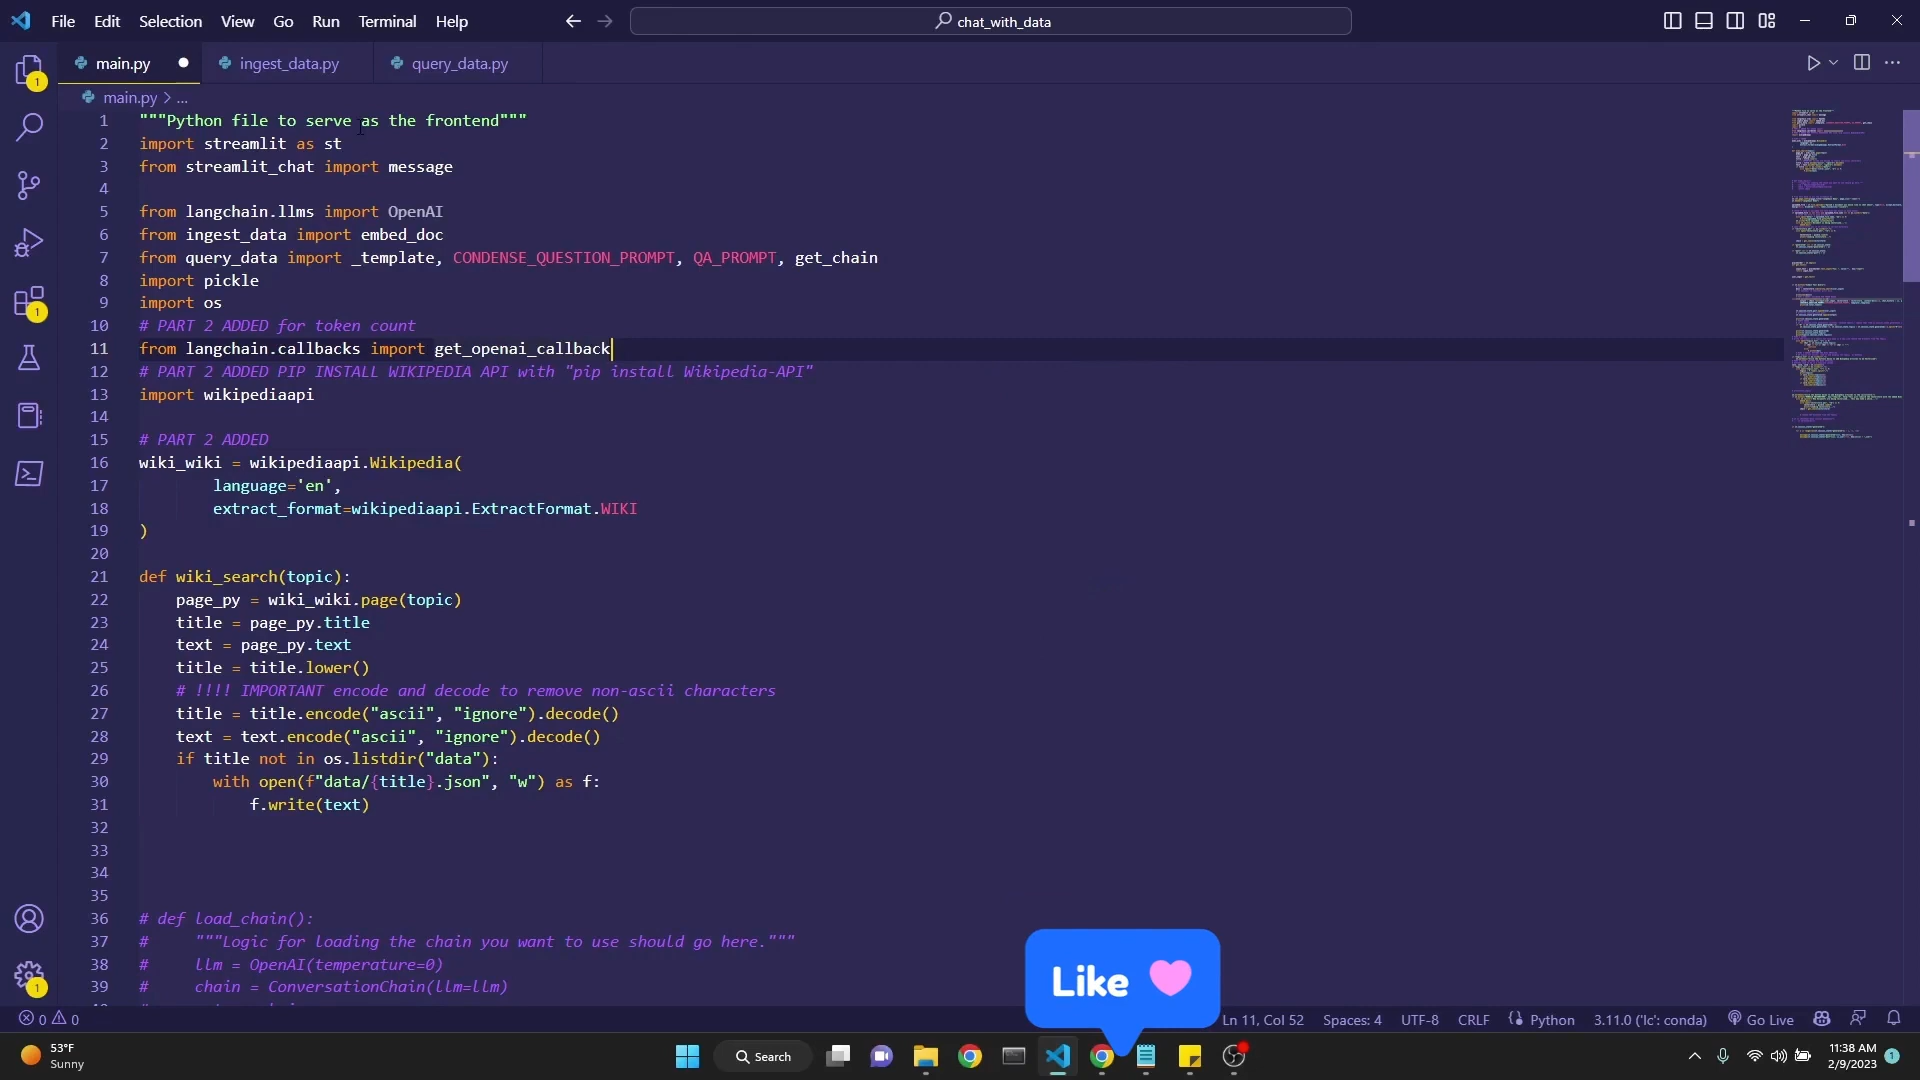 File Edit Selection View Go Run Terminal Help
chat_with_data
main.py
ingest_data.py
query_data.py
main.py > ...
1 """Python file to serve as the frontend"""
2 import streamlit as st
3 from streamlit_chat import message
4
5 from langchain.llms import OpenAI
6 from ingest_data import embed_doc
7 from query_data import _template, CONDENSE_QUESTION_PROMPT, QA_PROMPT, get_chain
8 import pickle
9 import os
10 # PART 2 ADDED for token count
11 from langchain.callbacks import get_openai_callback
12 # PART 2 ADDED PIP INSTALL WIKIPEDIA API with "pip install Wikipedia-API"
13 import wikipediaapi
14
15 # PART 2 ADDED
16 wiki_wiki = wikipediaapi.Wikipedia(
17 language='en',
18 extract_format=wikipediaapi.ExtractFormat.WIKI
19 )
20
21 def wiki_search(topic):
22 page_py = wiki_wiki.page(topic)
23 title = page_py.title
24 text = page_py.text
25 title = title.lower()
26 # !!!! IMPORTANT encode and decode to remove non-ascii characters
27 title = title.encode("ascii", "ignore").decode()
28 text = text.encode("ascii", "ignore").decode()
29 if title not in os.listdir("data"):
30 with open(f"data/{title}.json", "w") as f:
31 f.write(text)
32
33
34
35
36 # def load_chain():
37 # """Logic for loading the chain you want to use should go here."""
38 # llm = OpenAI(temperature=0)
39 # chain = ConversationChain(llm=llm)
1
1
1
Like
0 0
Ln 11, Col 52 Spaces: 4 UTF-8 CRLF Python 3.11.0 ('lc': conda) Go Live
53°F
Sunny
Search
11:38 AM
2/9/2023
1